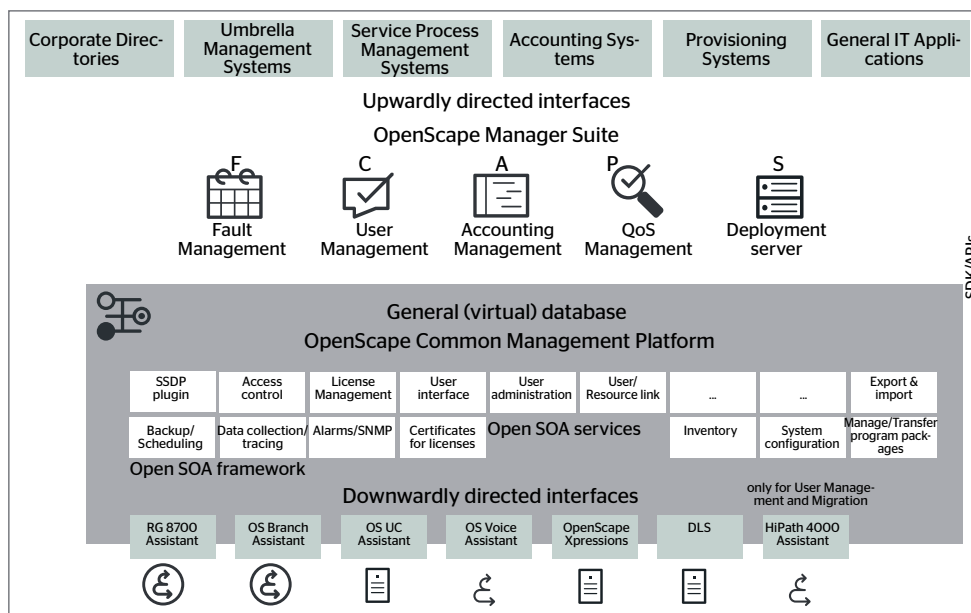 Corporate Direc-
tories
Umbrella
Management
Systems
Service Process
Management
Systems
Accounting Sys-
tems
Provisioning
Systems
General IT Appli-
cations
Upwardly directed interfaces
OpenScape Manager Suite
F
C
A
P
S
Fault
Management
User
Management
Accounting
Management
QoS
Management
Deployment
server
SDK/APIs
General (virtual) database
OpenScape Common Management Platform
SSDP
plugin
Access
control
License
Management
User
interface
User
administration
User/
Resource link
...
...
Export &
import
Backup/
Scheduling
Data collection/
tracing
Alarms/SNMP
Certificates
for licenses
Open SOA services
Inventory
System
configuration
Manage/Transfer
program pack-
ages
Open SOA framework
Downwardly directed interfaces
only for User Manage-
ment and Migration
RG 8700
Assistant
OS Branch
Assistant
OS UC
Assistant
OS Voice
Assistant
OpenScape
Xpressions
DLS
HiPath 4000
Assistant